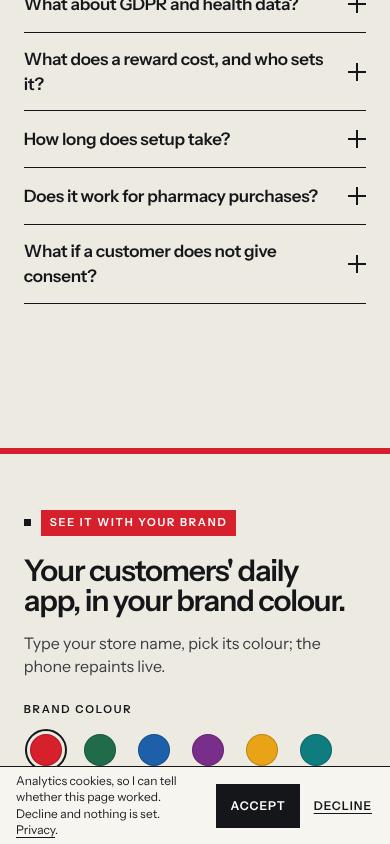 What about GDPR and health data?
What does a reward cost, and who sets
it?
How long does setup take?
Does it work for pharmacy purchases?
What if a customer does not give
consent?
SEE IT WITH YOUR BRAND
Your customers' daily
app, in your brand colour.
Type your store name, pick its colour; the
phone repaints live.
BRAND COLOUR
Analytics cookies, so I can tell
whether this page worked.
Decline and nothing is set.
Privacy.
ACCEPT
DECLINE